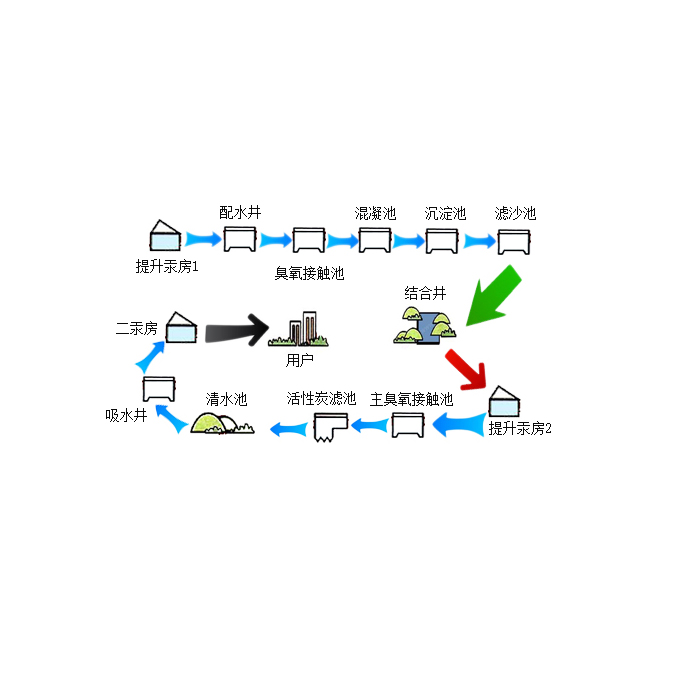 配水井
混凝池
沉淀池
滤沙池
提升汞房1
臭氧接触池
结合井
二汞房
用户
吸水井
清水池
活性炭滤池
主臭氧接触池
提升汞房2